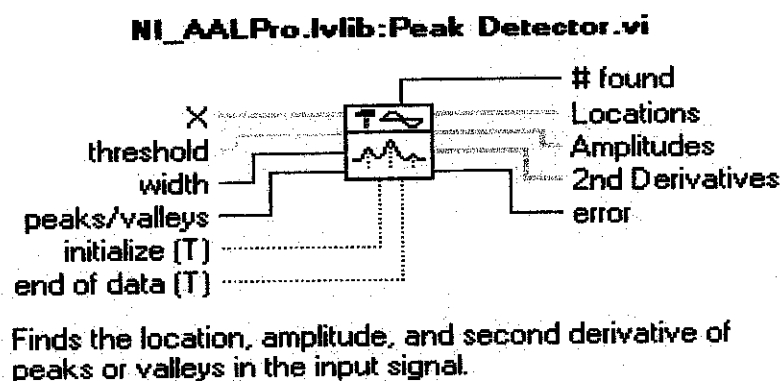 NI_AALPro.lvlib:Peak Detector.vi
# found
X
Locations
threshold
Amplitudes
width
2nd Derivatives
peaks/valleys
error
initialize (T)
end of data (T)
Finds the location, amplitude, and second derivative of
peaks or valleys in the input signal.